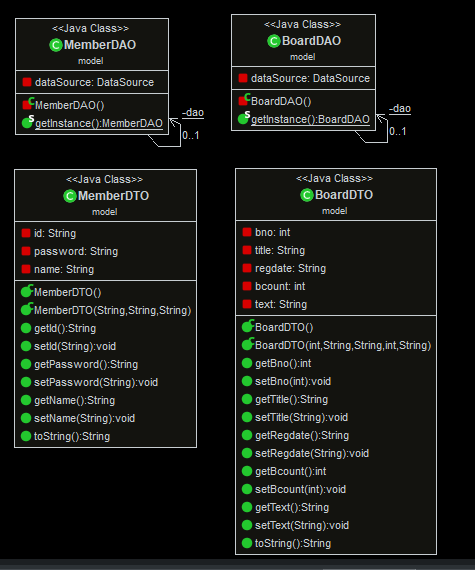 <<Java Class>>
MemberDAO
model
dataSource: DataSource
MemberDAO()
getInstance():MemberDAO
-dao
0..1
<<Java Class>>
BoardDAO
model
dataSource: DataSource
BoardDAO()
getInstance():BoardDAO
-dao
0..1
<<Java Class>>
MemberDTO
model
id: String
password: String
name: String
MemberDTO()
MemberDTO(String,String,String)
getId():String
setId(String):void
getPassword():String
setPassword(String):void
getName():String
setName(String):void
toString():String
<<Java Class>>
BoardDTO
model
bno: int
title: String
regdate: String
bcount: int
text: String
BoardDTO()
BoardDTO(int,String,String,int,String)
getBno():int
setBno(int):void
getTitle():String
setTitle(String):void
getRegdate():String
setRegdate(String):void
getBcount():int
setBcount(int):void
getText():String
setText(String):void
toString():String